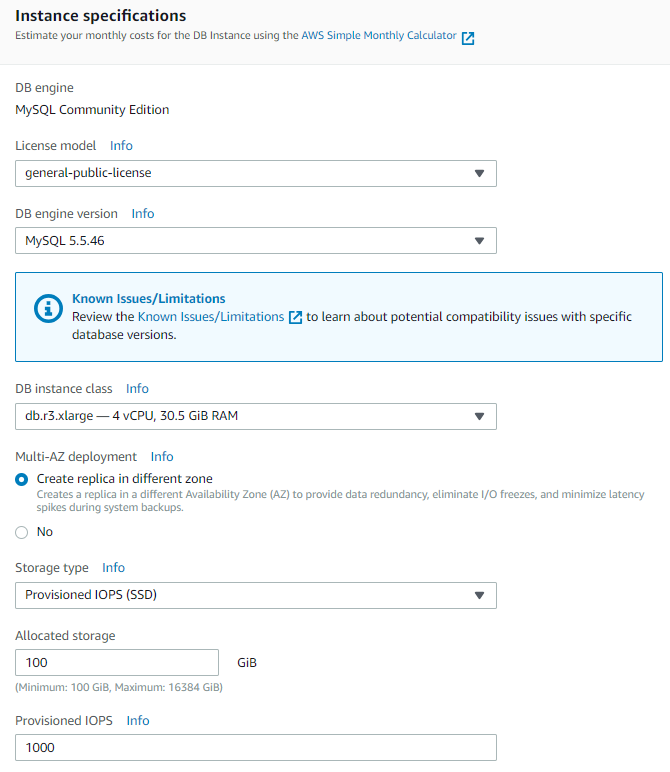 Instance specifications
Estimate your monthly costs for the DB Instance using the AWS Simple Monthly Calculator
DB engine
MySQL Community Edition
License model Info
general-public-license
DB engine version Info
MySQL 5.5.46
Known Issues/Limitations
Review the Known Issues/Limitations to learn about potential compatibility issues with specific
database versions.
DB instance class Info
db.r3.xlarge — 4 vCPU, 30.5 GiB RAM
Multi-AZ deployment Info
Create replica in different zone
Creates a replica in a different Availability Zone (AZ) to provide data redundancy, eliminate I/O freezes, and minimize latency
spikes during system backups.
No
Storage type Info
Provisioned IOPS (SSD)
Allocated storage
100 GiB
(Minimum: 100 GiB, Maximum: 16384 GiB)
Provisioned IOPS Info
1000